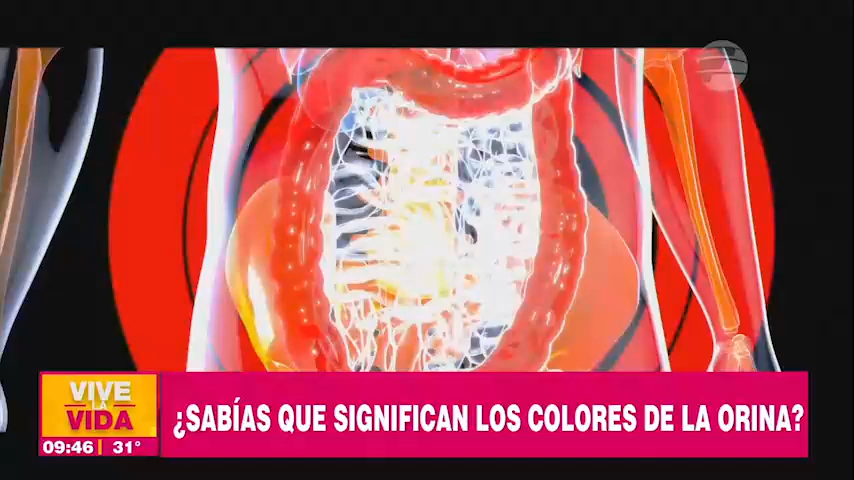 VIVE
LA
VIDA
¿SABÍAS QUE SIGNIFICAN LOS COLORES DE LA ORINA?
09:46 31°